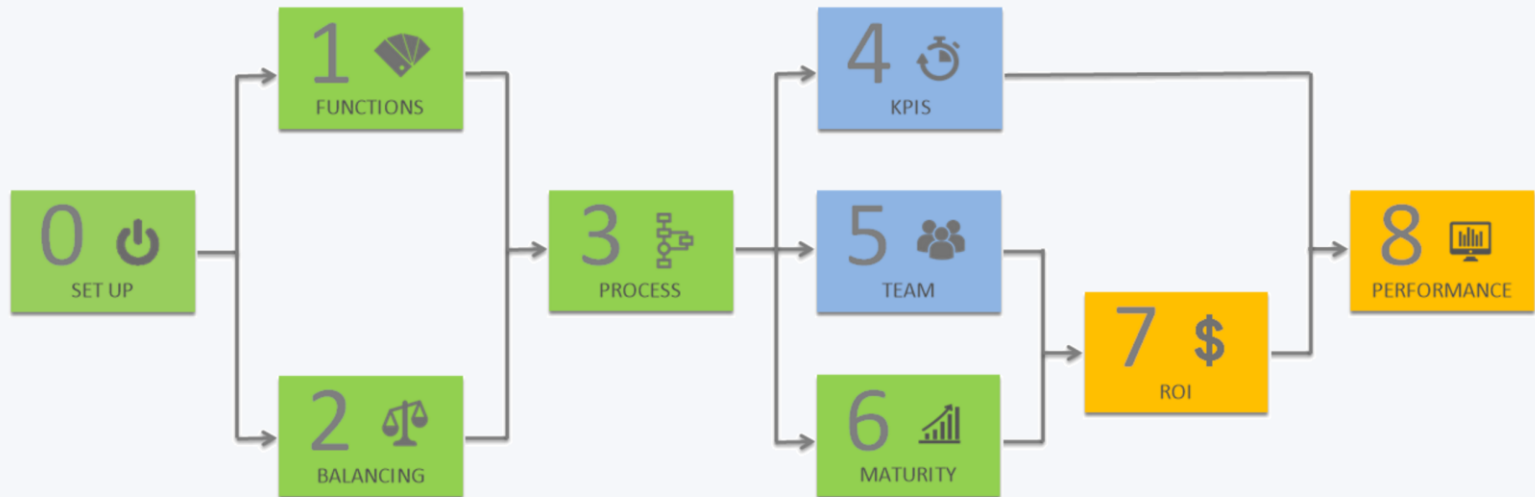 0
SET UP
1
FUNCTIONS
2
BALANCING
3
PROCESS
4
KPIS
5
TEAM
6
MATURITY
7 $
ROI
8
PERFORMANCE